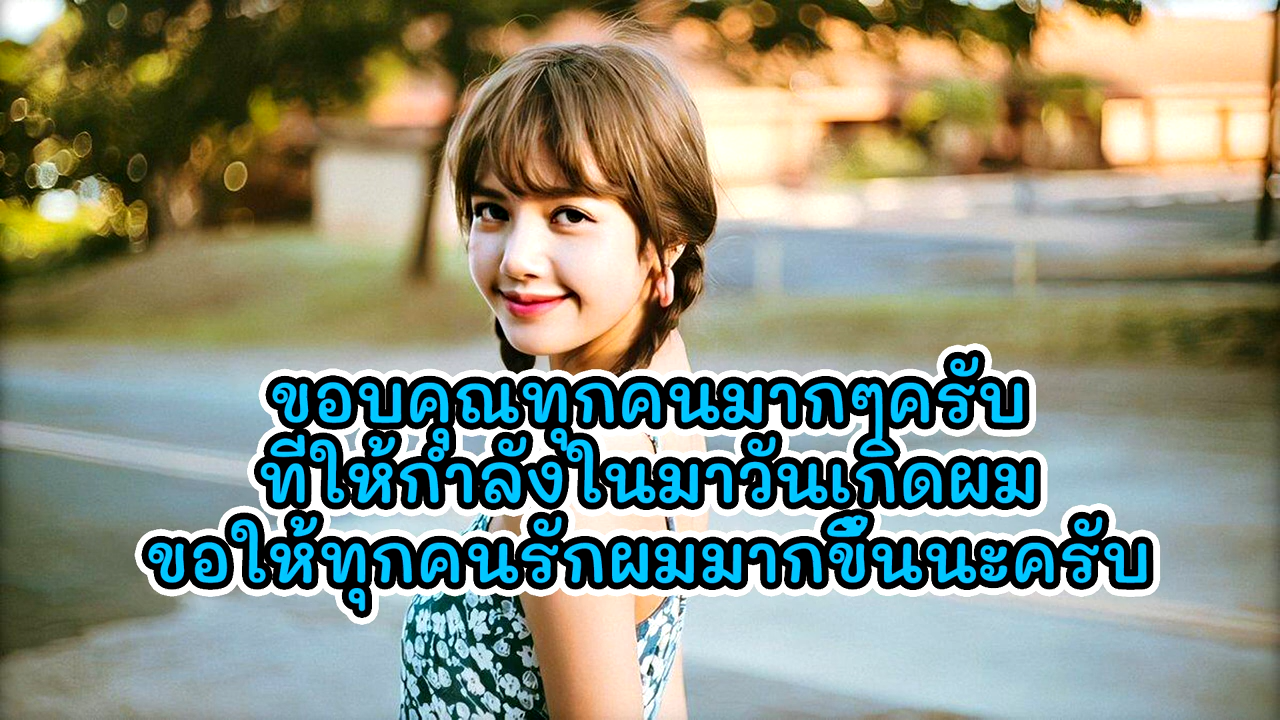 ขอบคุณทุกคนมากๆครับ
ที่ให้กำลังในมาวันเกิดผม
ขอให้ทุกคนรักผมมากขึ้นนะครับ